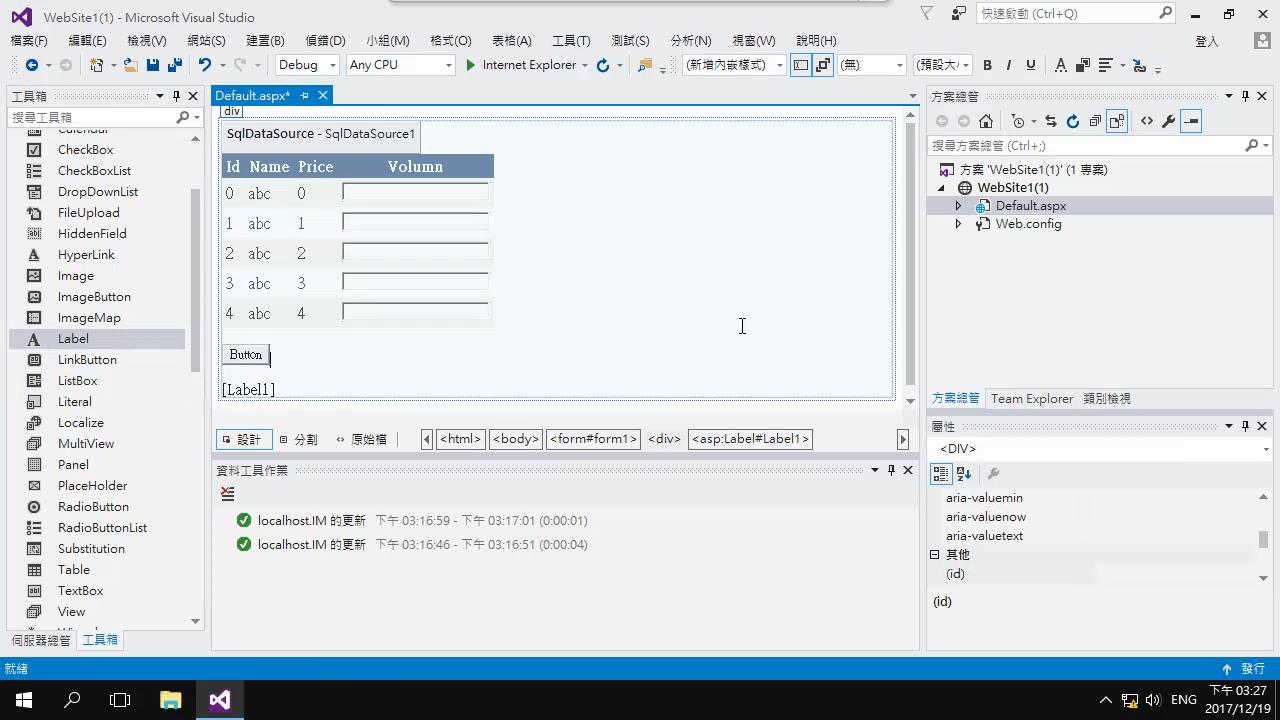 WebSite1(1) - Microsoft Visual Studio
快速啟動 (Ctrl+Q)
檔案(F) 編輯(E) 檢視(V) 網站(S) 建置(B) 偵錯(D) 小組(M) 格式(O) 表格(A) 工具(T) 測試(S) 分析(N) 視窗(W) 說明(H) 登入
Debug Any CPU Internet Explorer (新增內嵌樣式) (無) (預設大 B I U A
工具箱
搜尋工具箱
Calendar
CheckBox
CheckBoxList
DropDownList
FileUpload
HiddenField
HyperLink
Image
ImageButton
ImageMap
Label
LinkButton
ListBox
Literal
Localize
MultiView
Panel
PlaceHolder
RadioButton
RadioButtonList
Substitution
Table
TextBox
View
伺服器總管 工具箱
Default.aspx*
div
SqlDataSource - SqlDataSource1
Id Name Price Volumn
0 abc 0
1 abc 1
2 abc 2
3 abc 3
4 abc 4
Button
[Label1]
設計 分割 原始檔 <html> <body> <form#form1> <div> <asp:Label#Label1>
資料工具作業
localhost.IM 的更新 下午 03:16:59 - 下午 03:17:01 (0:00:01)
localhost.IM 的更新 下午 03:16:46 - 下午 03:16:51 (0:00:04)
方案總管
搜尋方案總管 (Ctrl+;)
方案 'WebSite1(1)' (1 專案)
WebSite1(1)
Default.aspx
Web.config
方案總管 Team Explorer 類別檢視
屬性
<DIV>
aria-valuemin
aria-valuenow
aria-valuetext
其他
(id)
(id)
就緒
發行
ENG
下午 03:27
2017/12/19